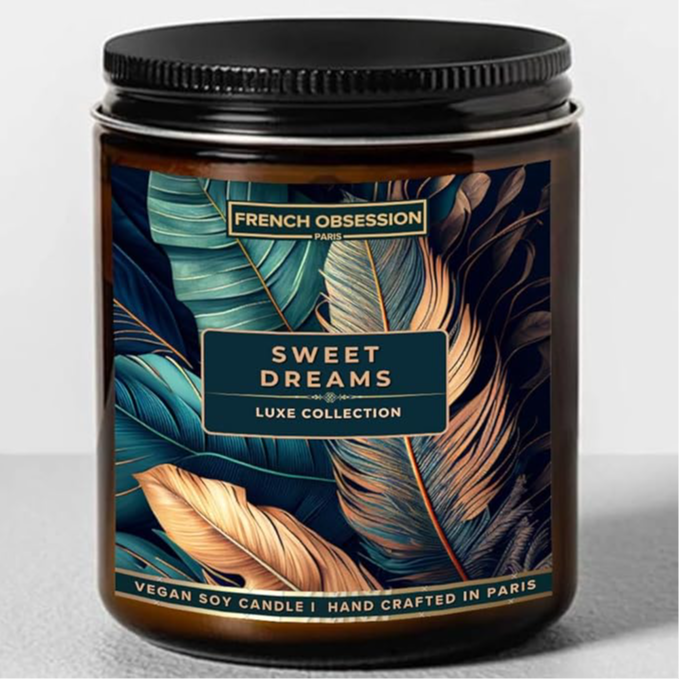 FRENCH OBSESSION
PARIS
SWEET
DREAMS
LUXE COLLECTION
VEGAN SOY CANDLE I HAND CRAFTED IN PARIS